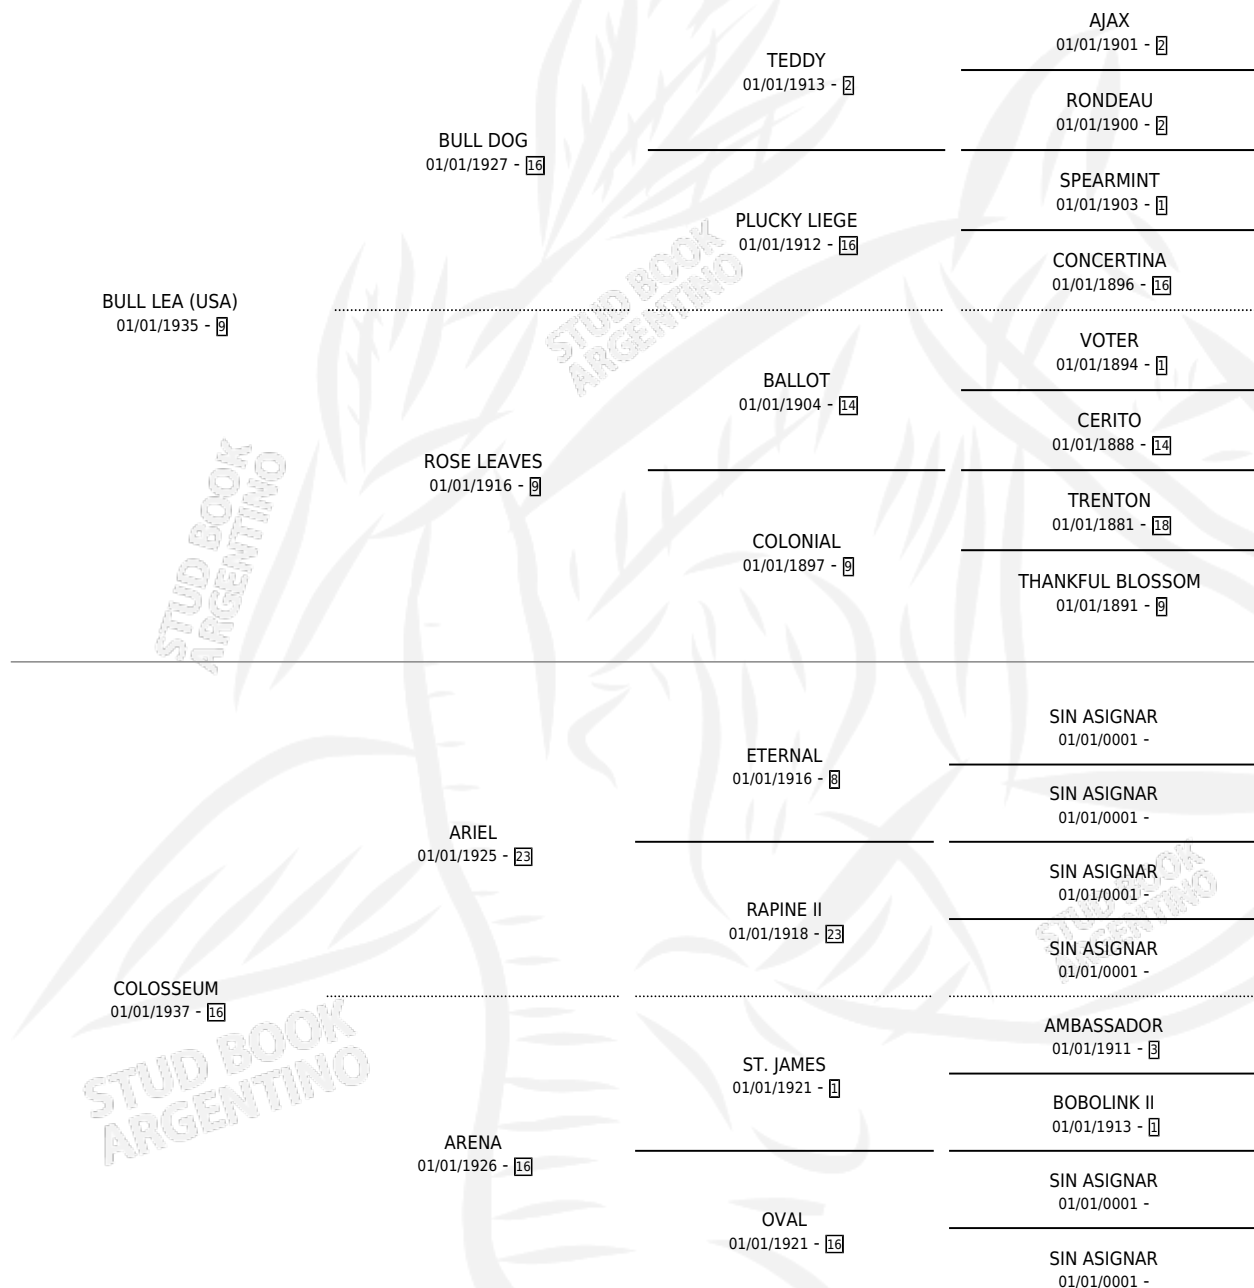 AJAX
01/01/1901 - 2
TEDDY
01/01/1913 - 2
RONDEAU
01/01/1900 - 2
BULL DOG
01/01/1927 - 16
SPEARMINT
01/01/1903 - 1
PLUCKY LIEGE
01/01/1912 - 16
CONCERTINA
01/01/1896 - 16
BULL LEA (USA)
01/01/1935 - 9
VOTER
01/01/1894 - 1
BALLOT
01/01/1904 - 14
CERITO
01/01/1888 - 14
ROSE LEAVES
01/01/1916 - 9
TRENTON
01/01/1881 - 18
COLONIAL
01/01/1897 - 9
THANKFUL BLOSSOM
01/01/1891 - 9
STUD BOOK
ARGENTINO
STUD BOOK
ARGENTINO
SIN ASIGNAR
01/01/0001 -
ETERNAL
01/01/1916 - 8
SIN ASIGNAR
01/01/0001 -
ARIEL
01/01/1925 - 23
SIN ASIGNAR
01/01/0001 -
RAPINE II
01/01/1918 - 23
SIN ASIGNAR
01/01/0001 -
COLOSSEUM
01/01/1937 - 16
AMBASSADOR
01/01/1911 - 3
ST. JAMES
01/01/1921 - 1
BOBOLINK II
01/01/1913 - 1
ARENA
01/01/1926 - 16
SIN ASIGNAR
01/01/0001 -
OVAL
01/01/1921 - 16
SIN ASIGNAR
01/01/0001 -
STUD BOOK
ARGENTINO
STUD BOOK
ARGENTINO